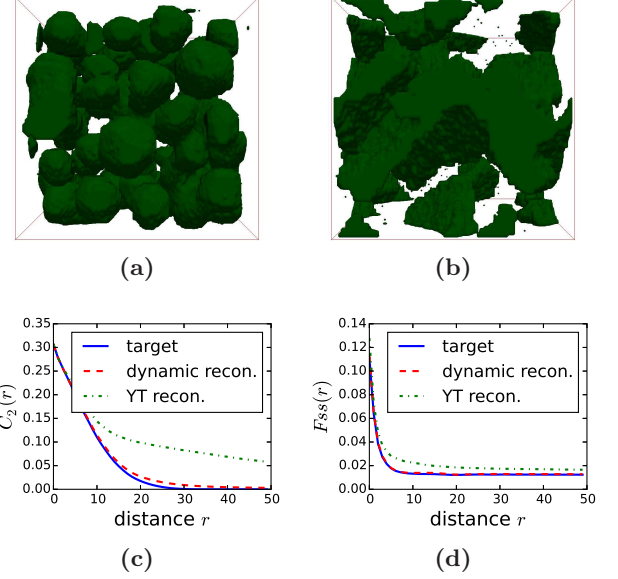 (a) (b)
0.35
0.30
0.25
0.20
0.15
0.10
0.05
0.00
C₂(r)
target
dynamic recon.
YT recon.
0 10 20 30 40 50
distance r
(c)
0.14
0.12
0.10
0.08
0.06
0.04
0.02
0.00
Fss(r)
target
dynamic recon.
YT recon.
0 10 20 30 40 50
distance r
(d)